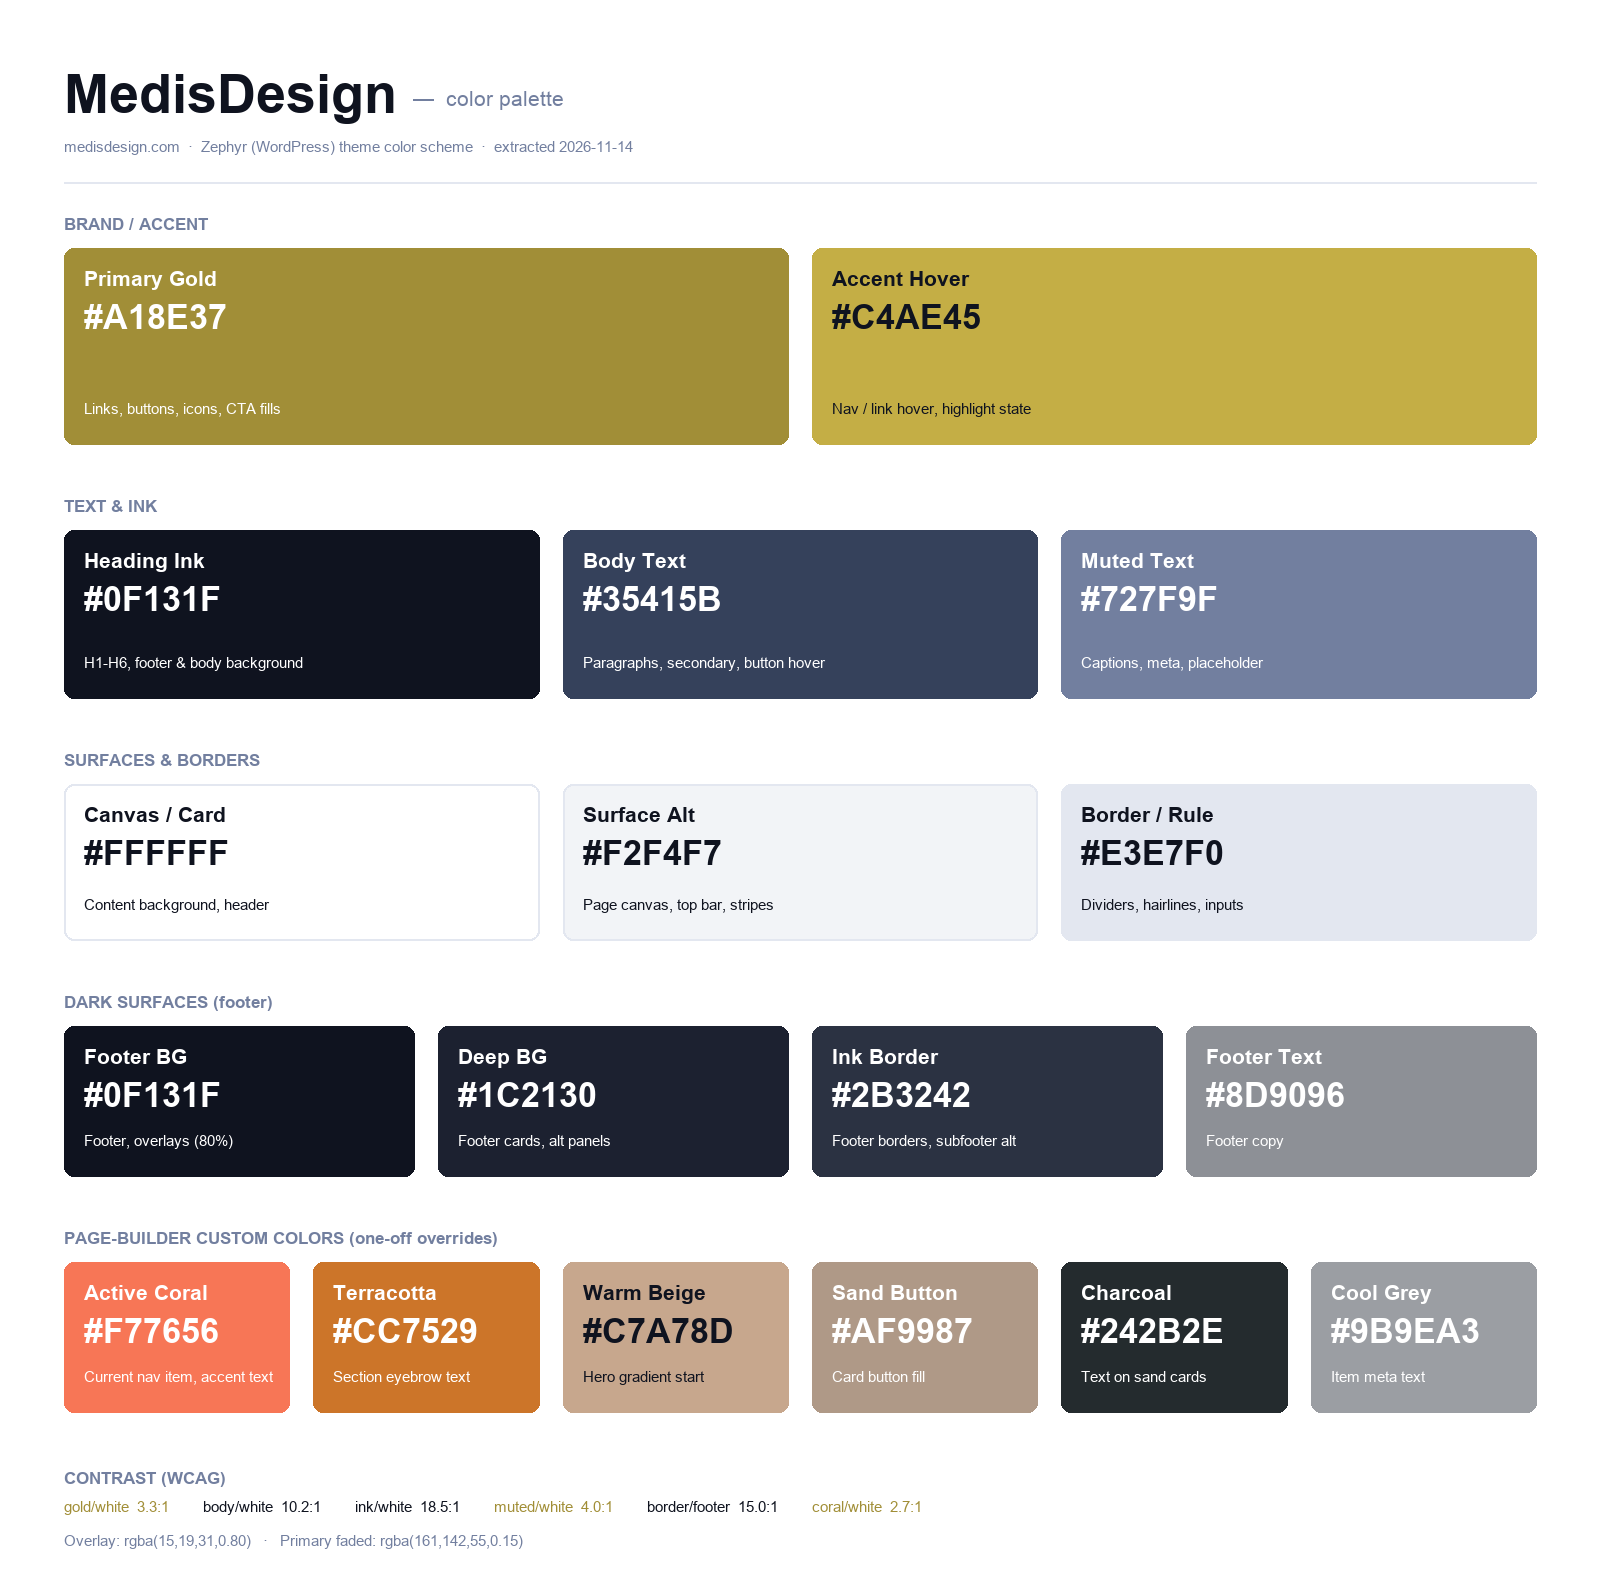 MedisDesign — color palette
medisdesign.com · Zephyr (WordPress) theme color scheme · extracted 2026-11-14
BRAND / ACCENT
Primary Gold
#A18E37
Links, buttons, icons, CTA fills
Accent Hover
#C4AE45
Nav / link hover, highlight state
TEXT & INK
Heading Ink
#0F131F
H1-H6, footer & body background
Body Text
#35415B
Paragraphs, secondary, button hover
Muted Text
#727F9F
Captions, meta, placeholder
SURFACES & BORDERS
Canvas / Card
#FFFFFF
Content background, header
Surface Alt
#F2F4F7
Page canvas, top bar, stripes
Border / Rule
#E3E7F0
Dividers, hairlines, inputs
DARK SURFACES (footer)
Footer BG
#0F131F
Footer, overlays (80%)
Deep BG
#1C2130
Footer cards, alt panels
Ink Border
#2B3242
Footer borders, subfooter alt
Footer Text
#8D9096
Footer copy
PAGE-BUILDER CUSTOM COLORS (one-off overrides)
Active Coral
#F77656
Current nav item, accent text
Terracotta
#CC7529
Section eyebrow text
Warm Beige
#C7A78D
Hero gradient start
Sand Button
#AF9987
Card button fill
Charcoal
#242B2E
Text on sand cards
Cool Grey
#9B9EA3
Item meta text
CONTRAST (WCAG)
gold/white 3.3:1 body/white 10.2:1 ink/white 18.5:1 muted/white 4.0:1 border/footer 15.0:1 coral/white 2.7:1
Overlay: rgba(15,19,31,0.80) · Primary faded: rgba(161,142,55,0.15)